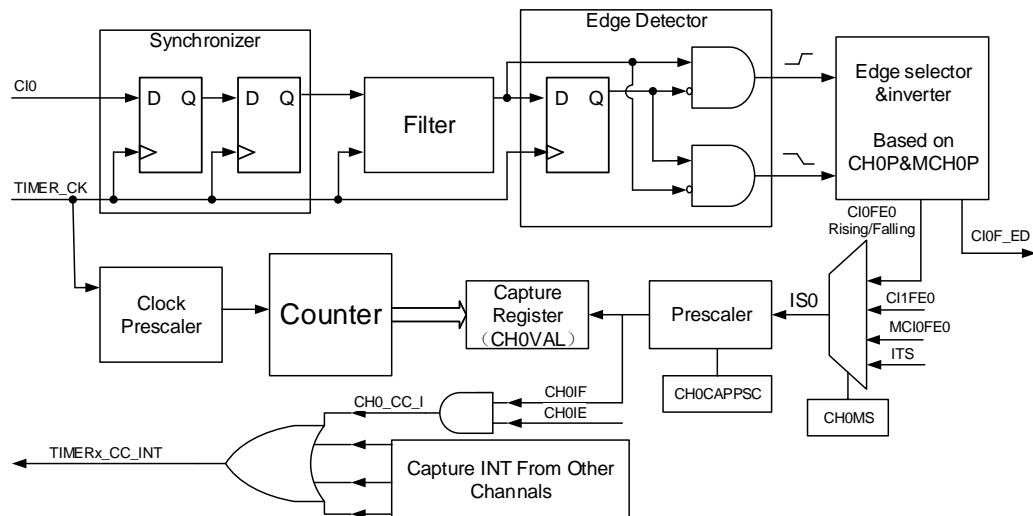 Synchronizer
Edge Detector
CI0
D Q
D Q
Filter
D Q
Edge selector
&inverter
Based on
CH0P&MCH0P
TIMER_CK
CI0FE0
Rising/Falling
CI0F_ED
Clock
Prescaler
Counter
Capture
Register
（CH0VAL）
Prescaler
IS0
CI1FE0
MCI0FE0
ITS
CH0CAPPSC
CH0MS
CH0_CC_I
CH0IF
CH0IE
TIMERx_CC_INT
Capture INT From Other
Channels